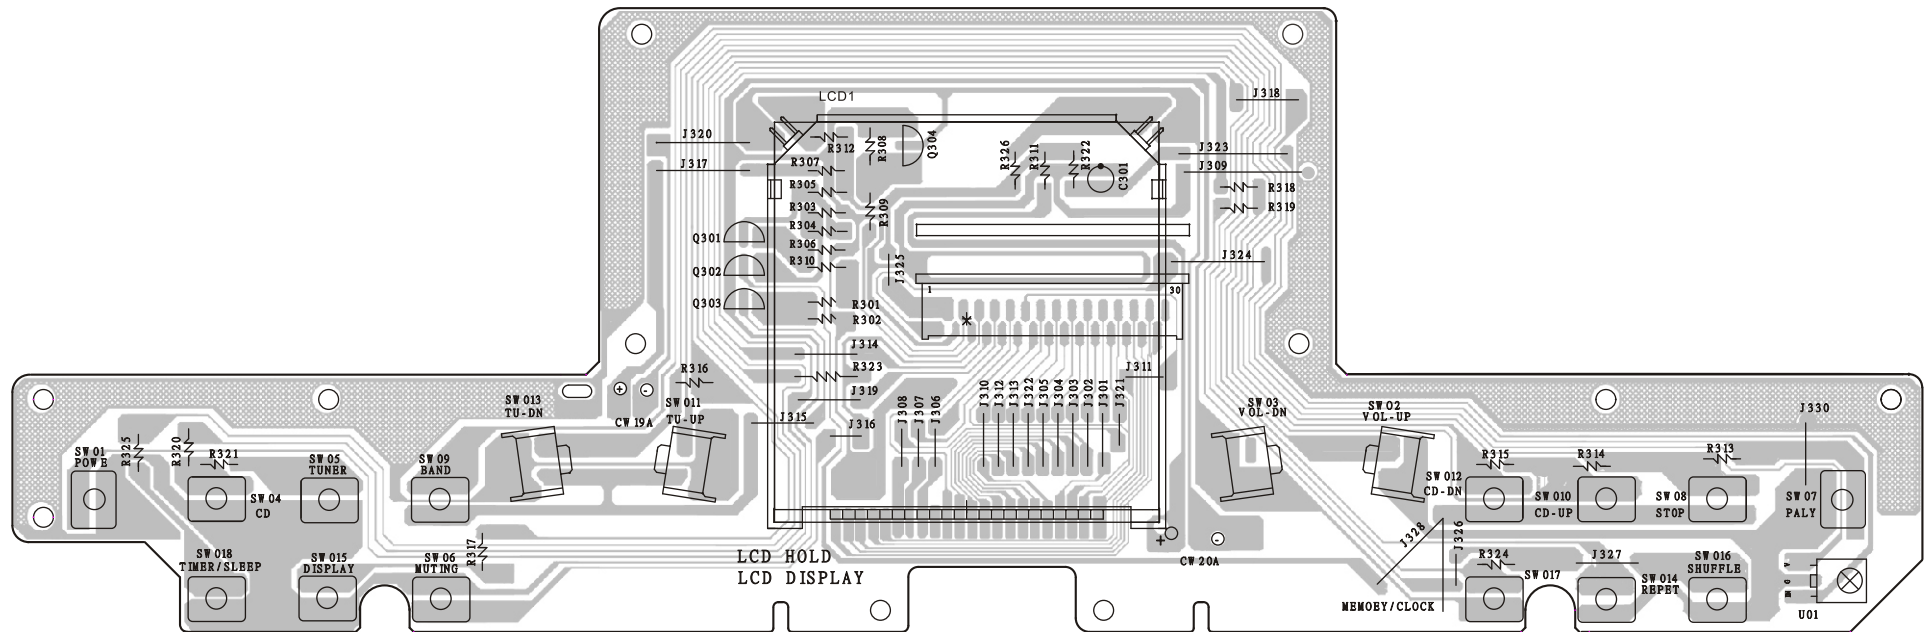 LCD1
J318
J320
R312
R308
Q304
R326
R311
R322
C301
J323
J317
R307
J309
R305
R318
R303
R309
R319
R304
Q301
R306
R310
J325
J324
Q302
1
30
Q303
R301
R302
J314
R316
R323
J311
+
-
J319
SW013
TU-DN
CW19A
SW011
TU-UP
J315
J316
J308
J307
J306
J310
J312
J313
J322
J305
J304
J303
J302
J301
J321
SW03
VOL-DN
SW02
VOL-UP
J330
SW01
POWE
R325
R320
R321
SW05
TUNER
SW09
BAND
R315
R314
R313
SW04
CD
SW012
CD-DN
SW010
CD-UP
SW08
STOP
SW07
PALY
R317
LCD HOLD
LCD DISPLAY
+
-
CW20A
J328
J326
SW018
TIMER/SLEEP
SW015
DISPLAY
SW06
MUTING
R324
J327
SW016
SHUFFLE
SW017
MEMOEY/CLOCK
SW014
REPET
V
G
U01